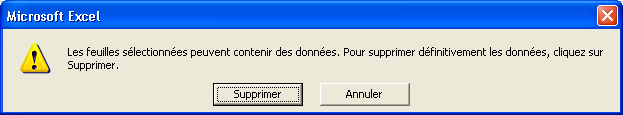 Microsoft Excel
Les feuilles sélectionnées peuvent contenir des données. Pour supprimer définitivement les données, cliquez sur
Supprimer.
Supprimer Annuler